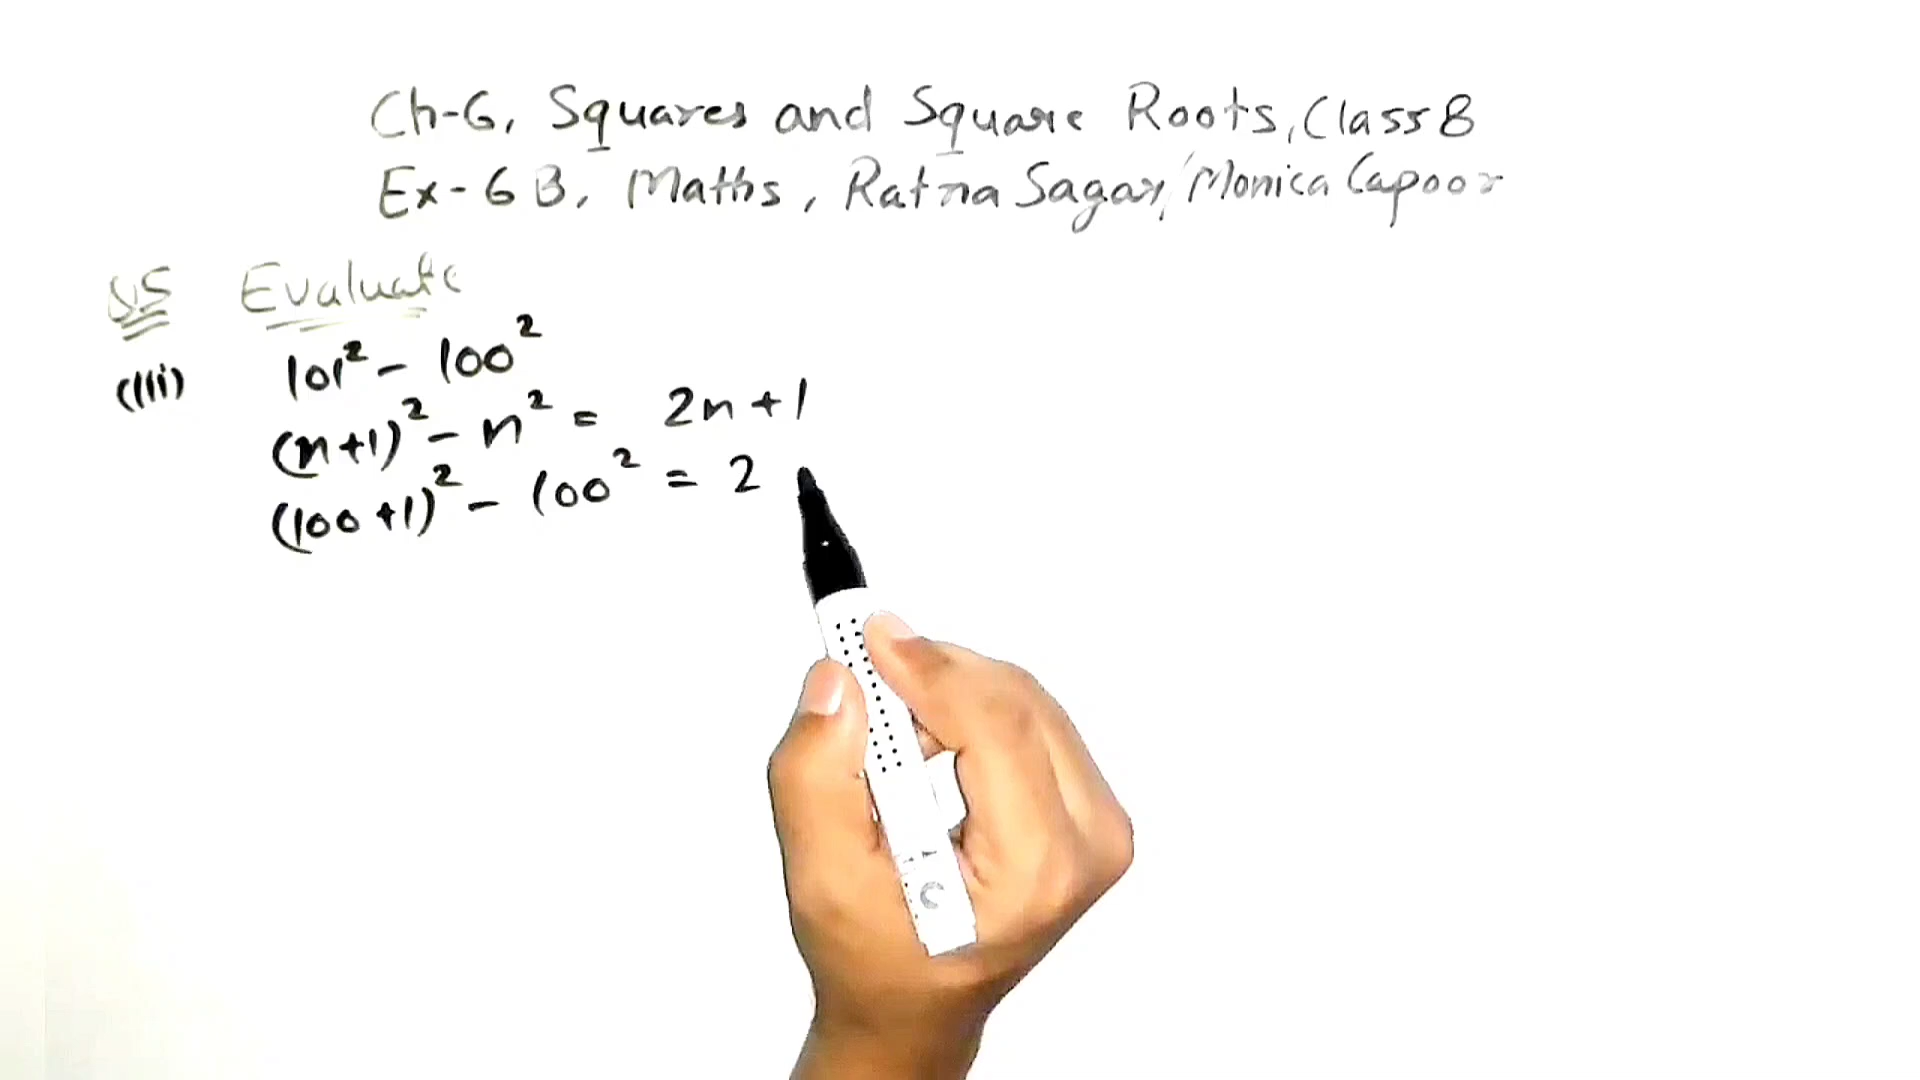 Ch-6, Squares and Square Roots, Class 8
Ex-6B, Maths, Ratna Sagar/Monica Capoor
Q5 Evaluate
(iii) 101² - 100²
(n+1)² - n² = 2n+1
(100+1)² - 100² = 2